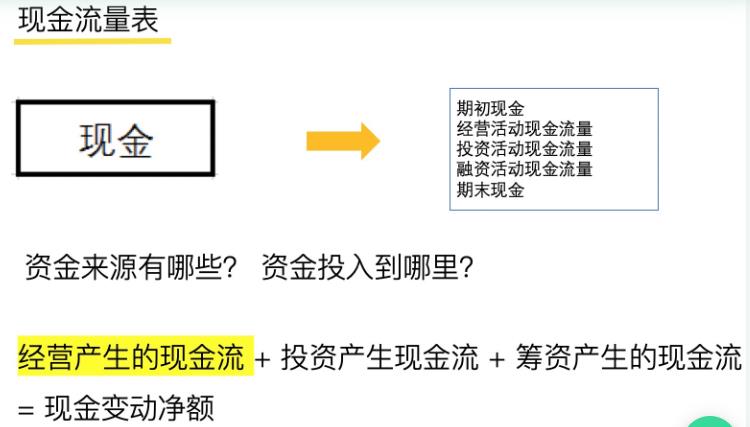 现金流量表
现金
期初现金
经营活动现金流量
投资活动现金流量
融资活动现金流量
期末现金
资金来源有哪些？ 资金投入到哪里？
经营产生的现金流 + 投资产生现金流 + 筹资产生的现金流
= 现金变动净额